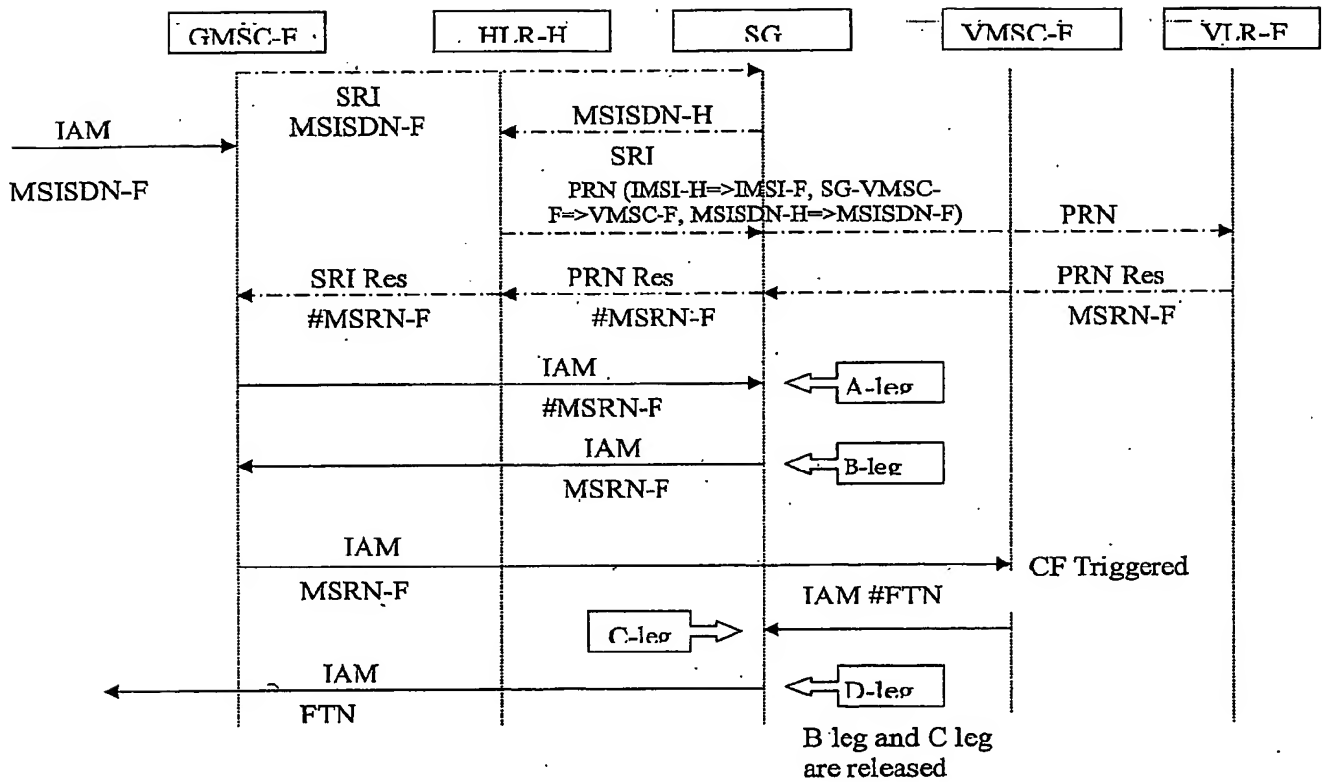 GMSC-F HLR-H SG VMSC-F VLR-F
SRI
MSISDN-F
MSISDN-H
IAM
SRI
MSISDN-F
PRN (IMSI-H=>IMSI-F, SG-VMSC-
F=>VMSC-F, MSISDN-H=>MSISDN-F)
PRN
SRI Res PRN Res PRN Res
#MSRN-F #MSRN-F MSRN-F
IAM
A-leg
#MSRN-F
IAM
B-leg
MSRN-F
IAM
CF Triggered
MSRN-F
IAM #FTN
C-leg
IAM
D-leg
FTN
B leg and C leg
are released